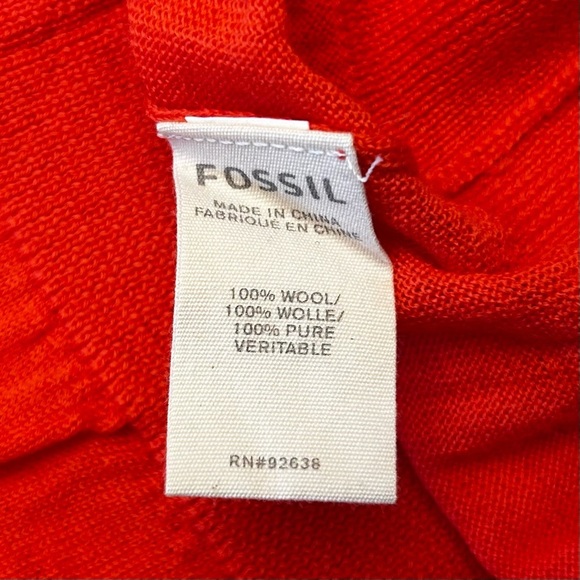 FOSSIL
MADE IN CHINA
FABRIQUE EN CHINE
100% WOOL/
100% WOLLE/
100% PURE
VERITABLE
RN#92638